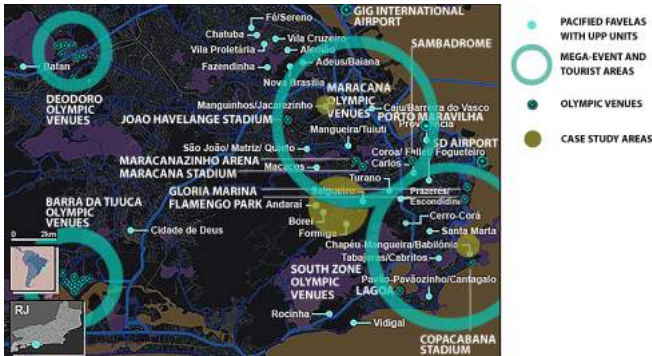 Fé/Sereno
GIG INTERNATIONAL
AIRPORT
Chatuba
Vila Cruzeiro
Vila Proletária
Alemão
SAMBADROME
Adeus/Baiana
Batan
Fazendinha
Nova Brasília
DEODORO
OLYMPIC
VENUES
MARACANA
OLYMPIC
VENUES
Manguinhos/Jacarezinho
Caju/Barreira do Vasco
JOAO HAVELANGE STADIUM
PORTO MARAVILHA
Providência
Mangueira/Tuiuti
SD AIRPORT
São João/ Matriz/ Quieto
Coroa/ Fallet/ Fogueteiro
MARACANAZINHO ARENA
Carlos
MARACANA STADIUM
Macacos
Turano
GLORIA MARINA
Salgueiro
Prazeres/
Escondidinho
FLAMENGO PARK
Andaraí
BARRA DA TIJUCA
OLYMPIC
VENUES
Borel
Cerro-Corá
Cidade de Deus
Formiga
Santa Marta
0 2km
Chapéu-Mangueira/Babilônia
Tabajaras/Cabritos
SOUTH ZONE
OLYMPIC
VENUES
Pavão-Pavãozinho/Cantagalo
LAGOA
RJ
Rocinha
Vidigal
COPACABANA
STADIUM
PACIFIED FAVELAS
WITH UPP UNITS
MEGA-EVENT AND
TOURIST AREAS
OLYMPIC VENUES
CASE STUDY AREAS